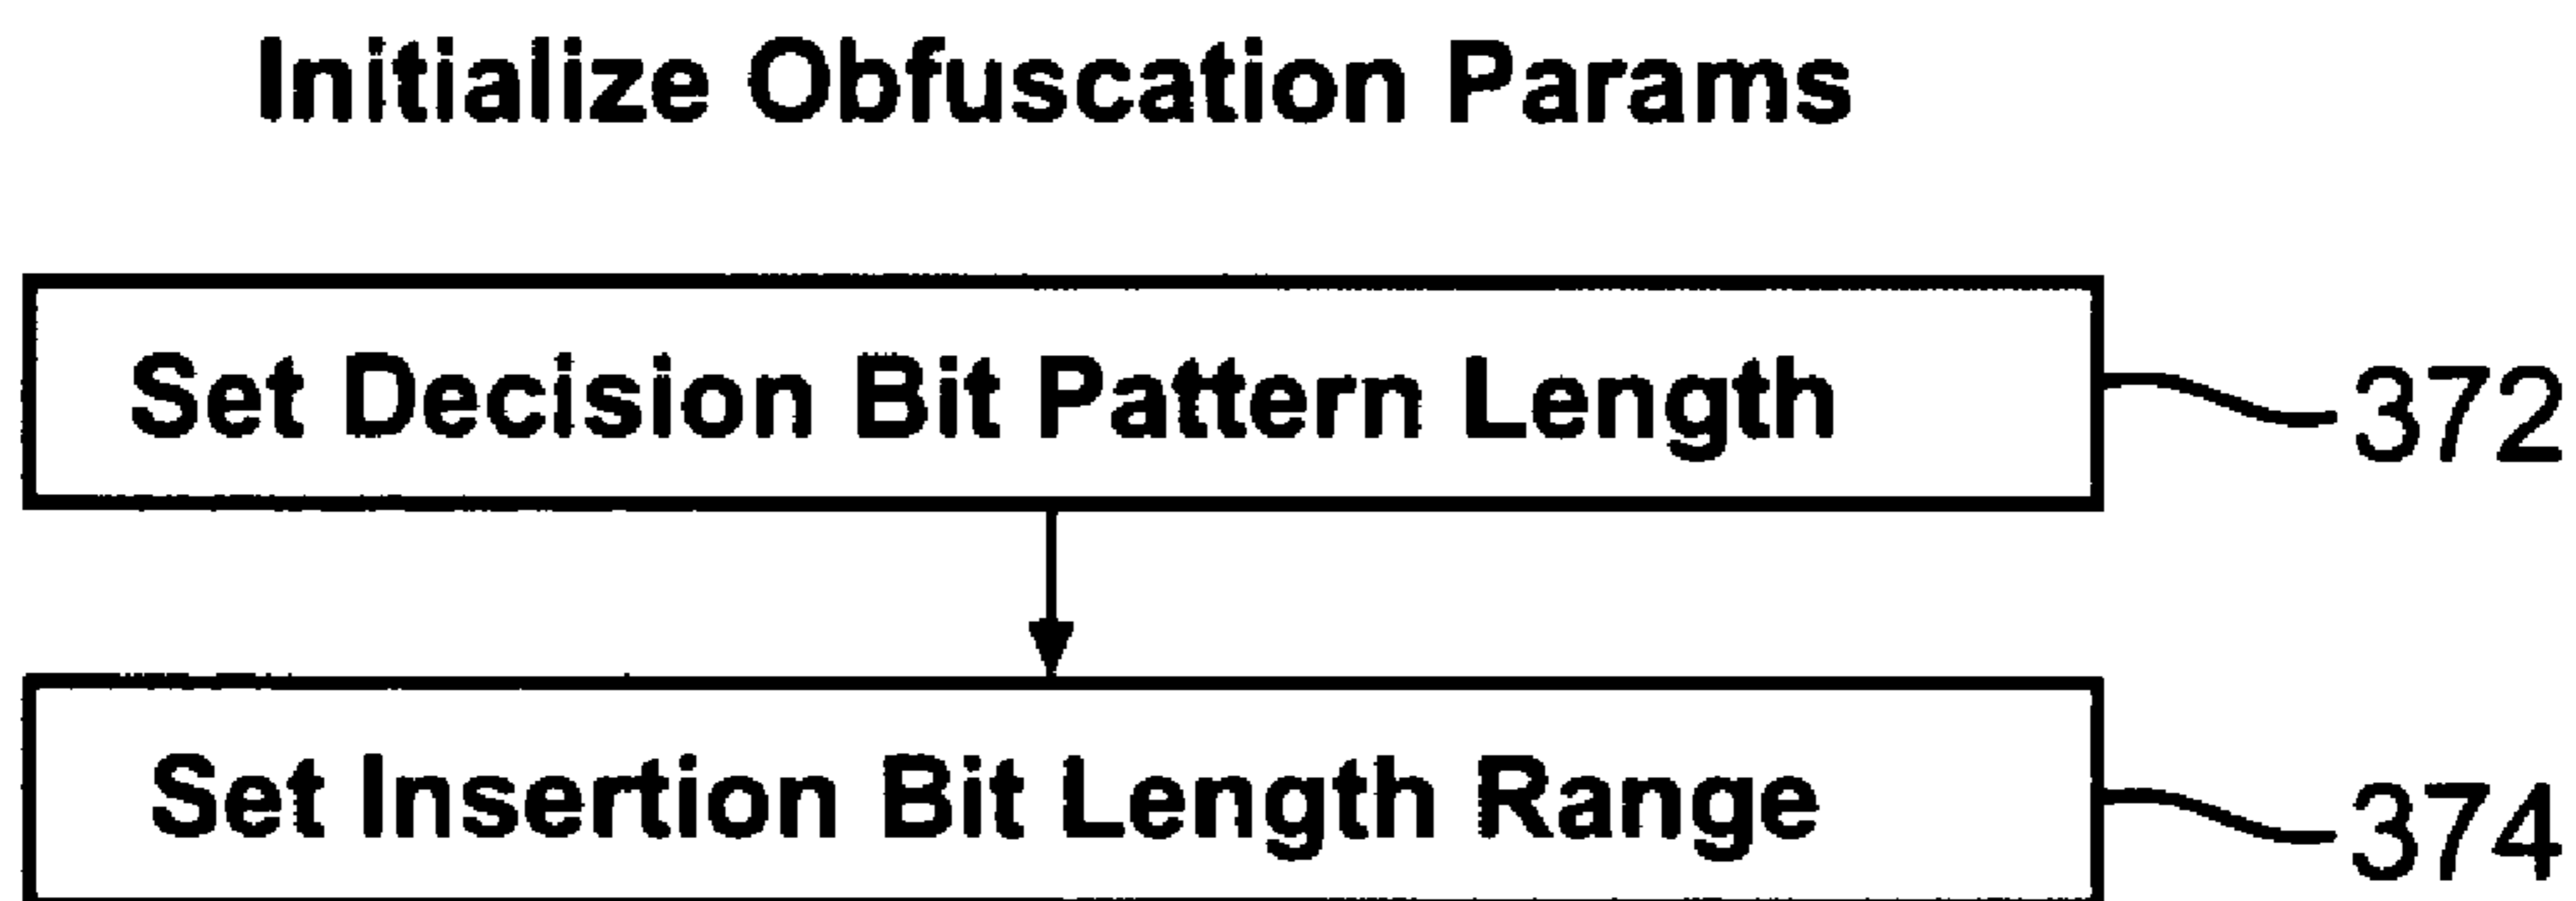 Initialize Obfuscation Params
Set Decision Bit Pattern Length
372
Set Insertion Bit Length Range
374